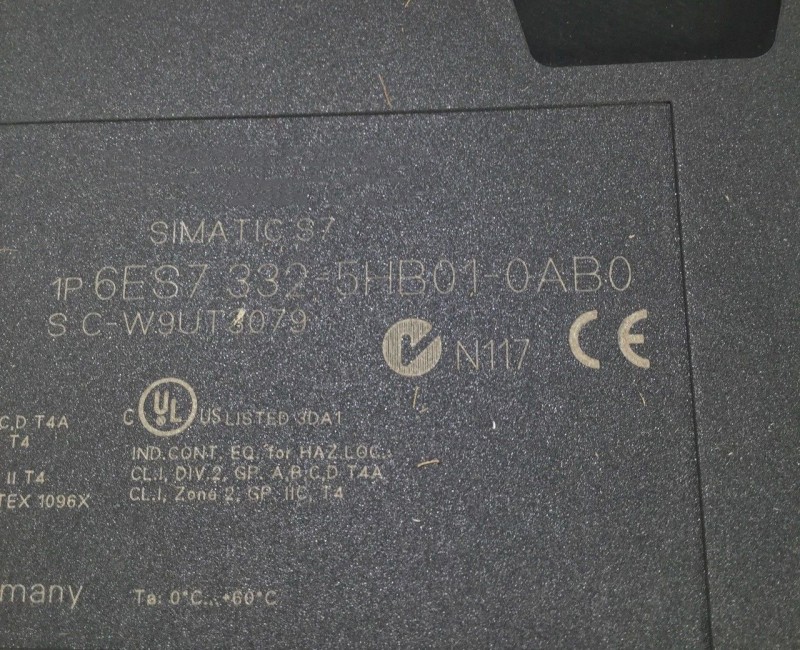 SIMATIC S7
1P 6ES7 332-5HB01-0AB0
S C-W9UT3079
N117 CE
C UL US LISTED 3DA1
C,D T4A
T4
II T4
TEX 1096X
IND.CONT. EQ. for HAZ.LOC.:
CL.I, DIV.2, GP. A,B,C,D T4A
CL.I, Zone 2, GP. IIC, T4
many
Ta: 0°C...+60°C